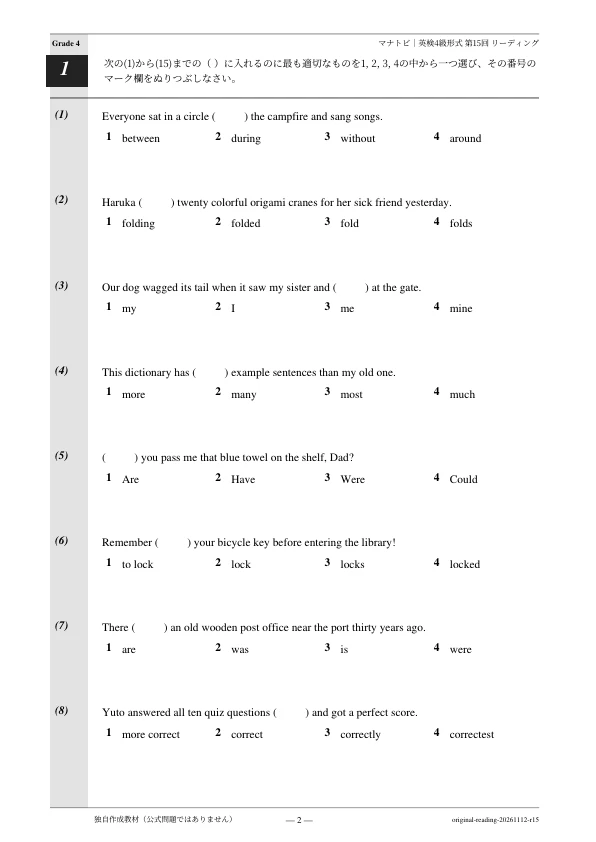 Grade 4
マナトビ｜英検4級形式 第15回 リーディング
1
次の(1)から(15)までの（ ）に入れるのに最も適切なものを1, 2, 3, 4の中から一つ選び、その番号の
マーク欄をぬりつぶしなさい。
(1) Everyone sat in a circle (     ) the campfire and sang songs.
1 between 2 during 3 without 4 around
(2) Haruka (     ) twenty colorful origami cranes for her sick friend yesterday.
1 folding 2 folded 3 fold 4 folds
(3) Our dog wagged its tail when it saw my sister and (     ) at the gate.
1 my 2 I 3 me 4 mine
(4) This dictionary has (     ) example sentences than my old one.
1 more 2 many 3 most 4 much
(5) (     ) you pass me that blue towel on the shelf, Dad?
1 Are 2 Have 3 Were 4 Could
(6) Remember (     ) your bicycle key before entering the library!
1 to lock 2 lock 3 locks 4 locked
(7) There (     ) an old wooden post office near the port thirty years ago.
1 are 2 was 3 is 4 were
(8) Yuto answered all ten quiz questions (     ) and got a perfect score.
1 more correct 2 correct 3 correctly 4 correctest
独自作成教材（公式問題ではありません）
— 2 —
original-reading-20261112-r15